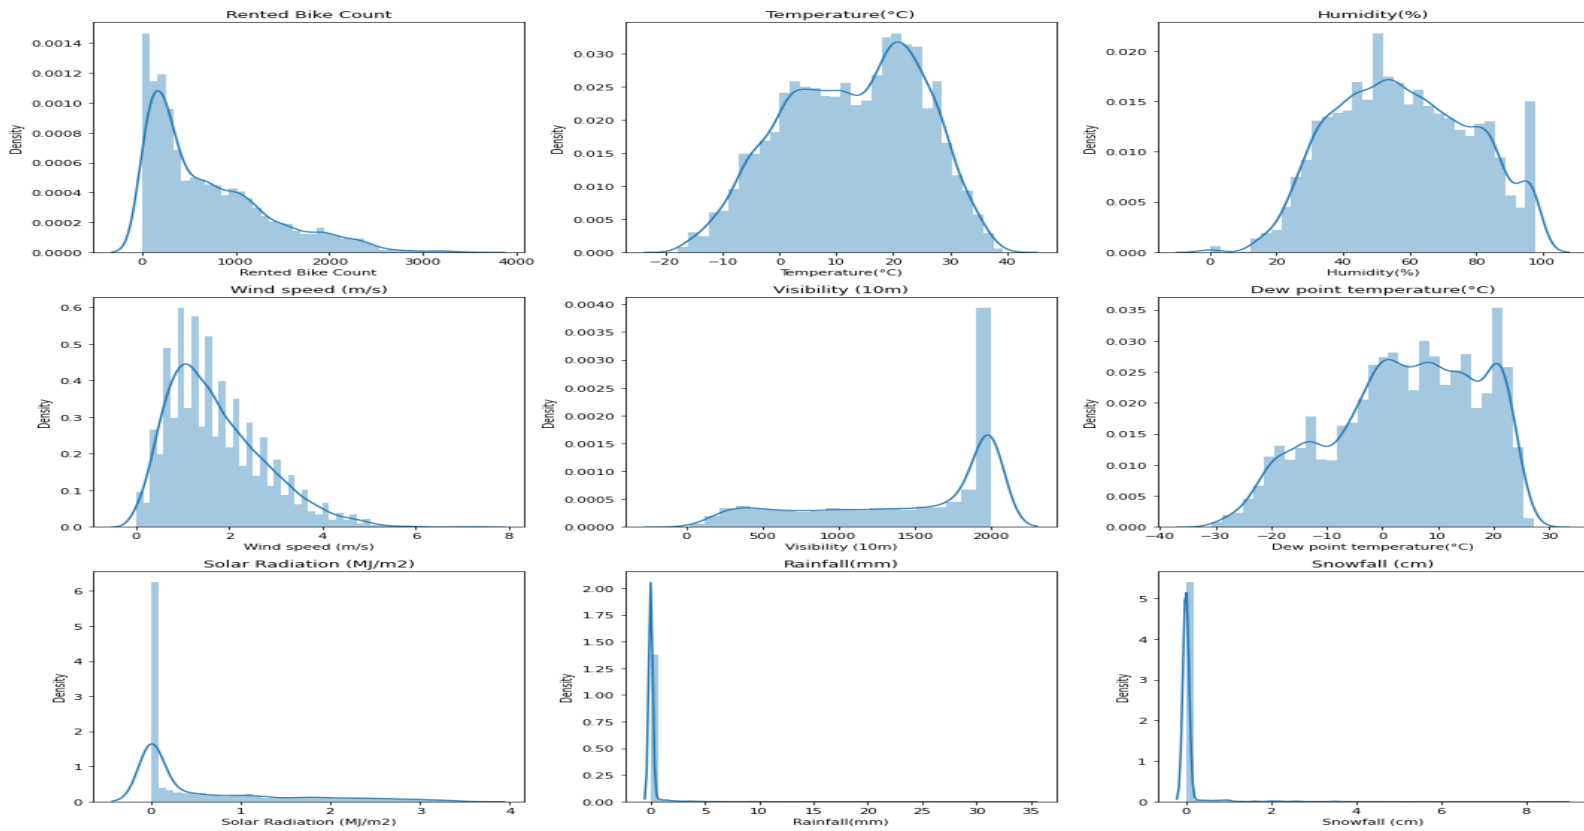 Rented Bike Count
0.0014
0.0012
0.0010
0.0008
0.0006
0.0004
0.0002
0.0000
Density
0 1000 2000 3000 4000
Rented Bike Count
Temperature(°C)
0.030
0.025
0.020
0.015
0.010
0.005
0.000
Density
−20 −10 0 10 20 30 40
Temperature(°C)
Humidity(%)
0.020
0.015
0.010
0.005
0.000
Density
0 20 40 60 80 100
Humidity(%)
Wind speed (m/s)
0.6
0.5
0.4
0.3
0.2
0.1
0.0
Density
0 2 4 6 8
Wind speed (m/s)
Visibility (10m)
0.0040
0.0035
0.0030
0.0025
0.0020
0.0015
0.0010
0.0005
0.0000
Density
0 500 1000 1500 2000
Visibility (10m)
Dew point temperature(°C)
0.035
0.030
0.025
0.020
0.015
0.010
0.005
0.000
Density
−40 −30 −20 −10 0 10 20 30
Dew point temperature(°C)
Solar Radiation (MJ/m2)
6
5
4
3
2
1
0
Density
0 1 2 3 4
Solar Radiation (MJ/m2)
Rainfall(mm)
2.00
1.75
1.50
1.25
1.00
0.75
0.50
0.25
0.00
Density
0 5 10 15 20 25 30 35
Rainfall(mm)
Snowfall (cm)
5
4
3
2
1
0
Density
0 2 4 6 8
Snowfall (cm)